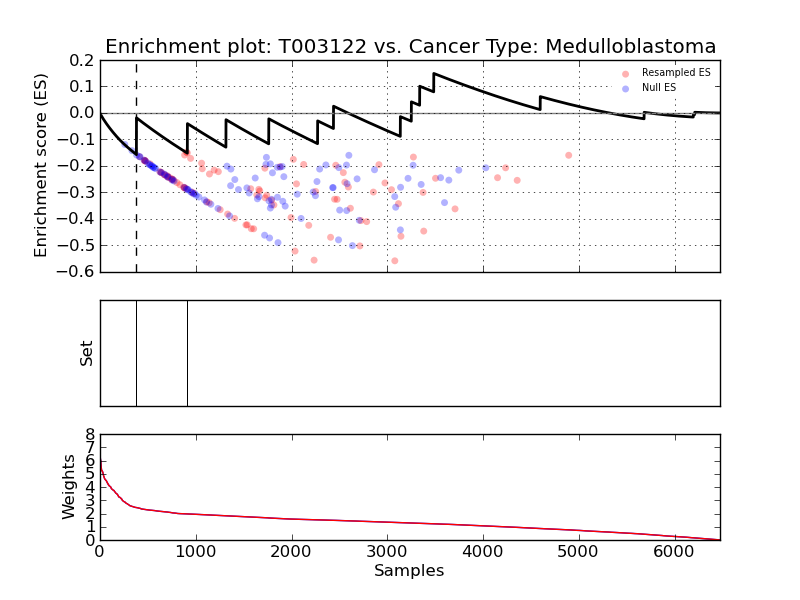 Enrichment plot: T003122 vs. Cancer Type: Medulloblastoma
Enrichment score (ES)
0.2
0.1
0.0
−0.1
−0.2
−0.3
−0.4
−0.5
−0.6
Resampled ES
Null ES
Set
Weights
8
7
6
5
4
3
2
1
0
0 1000 2000 3000 4000 5000 6000
Samples